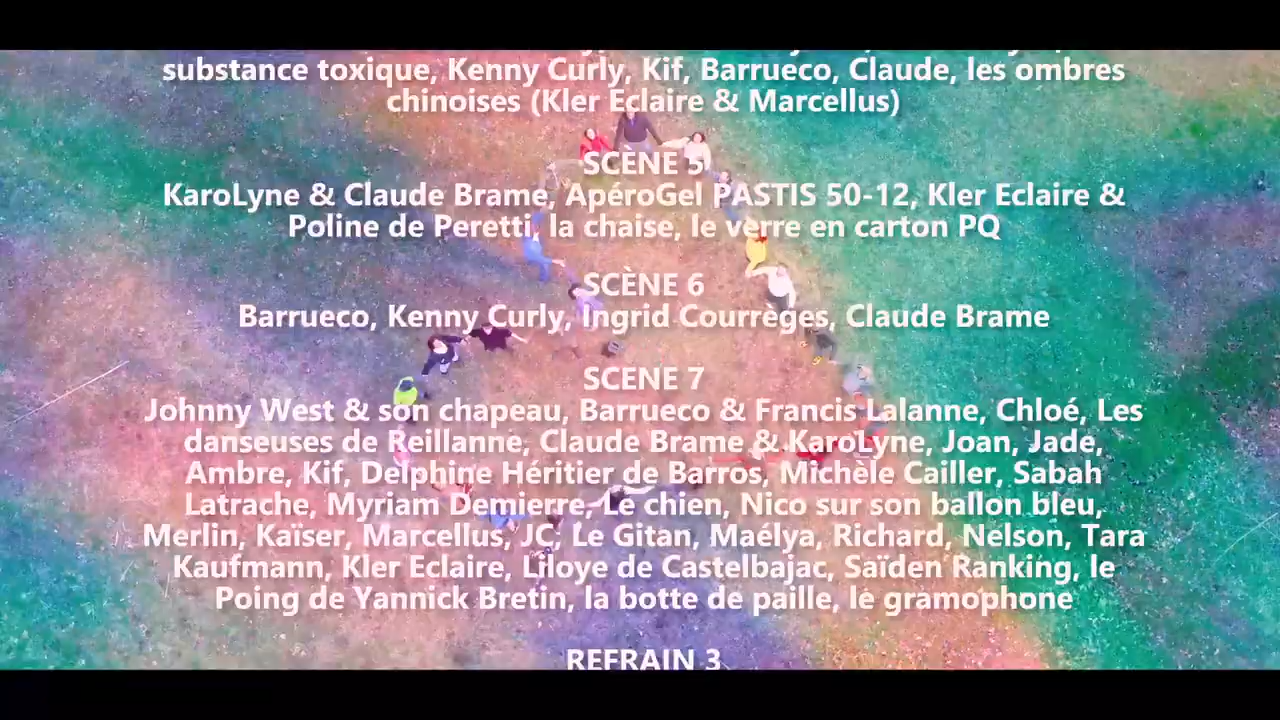 substance toxique, Kenny Curly, Kif, Barrueco, Claude, les ombres
chinoises (Kler Eclaire & Marcellus)
SCÈNE 5
KaroLyne & Claude Brame, ApéroGel PASTIS 50-12, Kler Eclaire &
Poline de Peretti, la chaise, le verre en carton PQ
SCÈNE 6
Barrueco, Kenny Curly, Ingrid Courrèges, Claude Brame
SCENE 7
Johnny West & son chapeau, Barrueco & Francis Lalanne, Chloé, Les
danseuses de Reillanne, Claude Brame & KaroLyne, Joan, Jade,
Ambre, Kif, Delphine Héritier de Barros, Michèle Cailler, Sabah
Latrache, Myriam Demierre, Le chien, Nico sur son ballon bleu,
Merlin, Kaïser, Marcellus, JC, Le Gitan, Maélya, Richard, Nelson, Tara
Kaufmann, Kler Eclaire, Liloye de Castelbajac, Saïden Ranking, le
Poing de Yannick Bretin, la botte de paille, le gramophone
REFRAIN 3